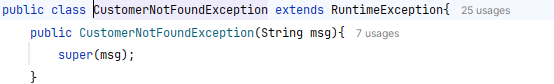 public class CustomerNotFoundException extends RuntimeException{ 25 usages
public CustomerNotFoundException(String msg){ 7 usages
super(msg);
}